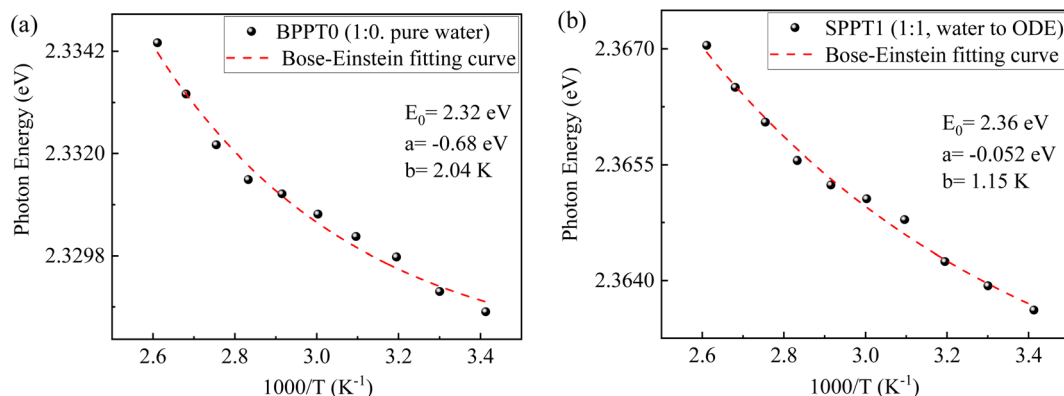 (a)
BPPT0 (1:0. pure water)
Bose-Einstein fitting curve
E₀= 2.32 eV
a= -0.68 eV
b= 2.04 K
Photon Energy (eV)
2.3342
2.3320
2.3298
2.6 2.8 3.0 3.2 3.4
1000/T (K⁻¹)
(b)
SPPT1 (1:1, water to ODE)
Bose-Einstein fitting curve
E₀= 2.36 eV
a= -0.052 eV
b= 1.15 K
Photon Energy (eV)
2.3670
2.3655
2.3640
2.6 2.8 3.0 3.2 3.4
1000/T (K⁻¹)